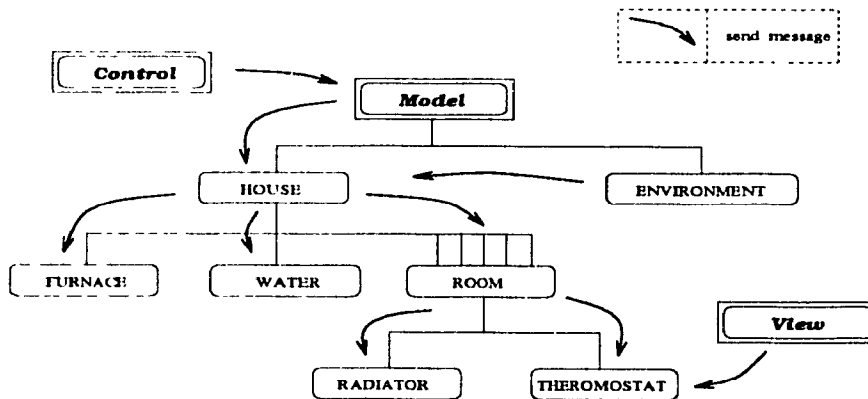 send message
Control
Model
HOUSE
ENVIRONMENT
FURNACE
WATER
ROOM
View
RADIATOR
THEROMOSTAT